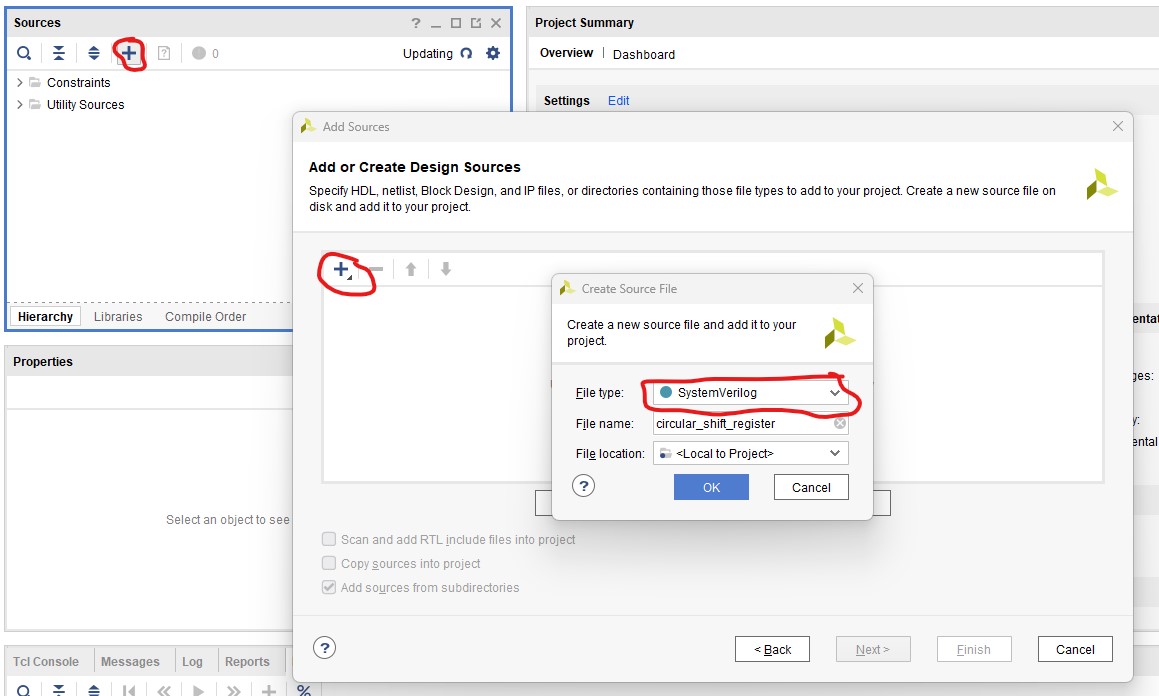 Sources
?
? 0
Updating
Constraints
Utility Sources
Hierarchy
Libraries
Compile Order
Properties
Select an object to see
Tcl Console
Messages
Log
Reports
%
Project Summary
Overview | Dashboard
Settings Edit
Add Sources
Add or Create Design Sources
Specify HDL, netlist, Block Design, and IP files, or directories containing those file types to add to your project. Create a new source file on
disk and add it to your project.
Create Source File
Create a new source file and add it to your
project.
File type: SystemVerilog
File name: circular_shift_register
File location: <Local to Project>
?
OK
Cancel
Scan and add RTL include files into project
Copy sources into project
Add sources from subdirectories
?
< Back
Next >
Finish
Cancel
entat
ges:
y:
ental